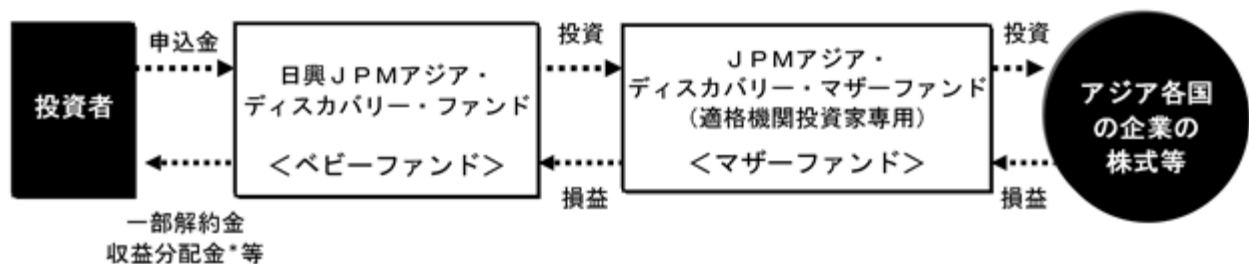 投資者
申込金
一部解約金
収益分配金*等
日興ＪＰＭアジア・
ディスカバリー・ファンド
＜ベビーファンド＞
投資
損益
ＪＰＭアジア・
ディスカバリー・マザーファンド
（適格機関投資家専用）
＜マザーファンド＞
投資
損益
アジア各国
の企業の
株式等